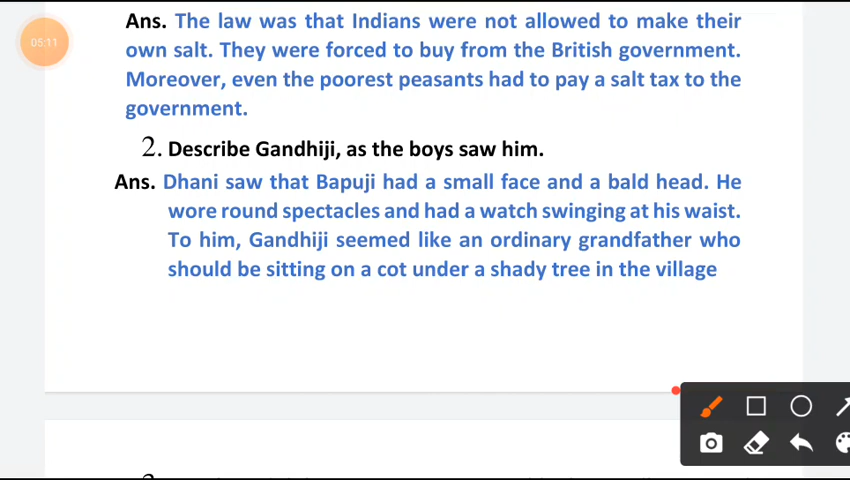 05:11
Ans. The law was that Indians were not allowed to make their
own salt. They were forced to buy from the British government.
Moreover, even the poorest peasants had to pay a salt tax to the
government.
2. Describe Gandhiji, as the boys saw him.
Ans. Dhani saw that Bapuji had a small face and a bald head. He
wore round spectacles and had a watch swinging at his waist.
To him, Gandhiji seemed like an ordinary grandfather who
should be sitting on a cot under a shady tree in the village